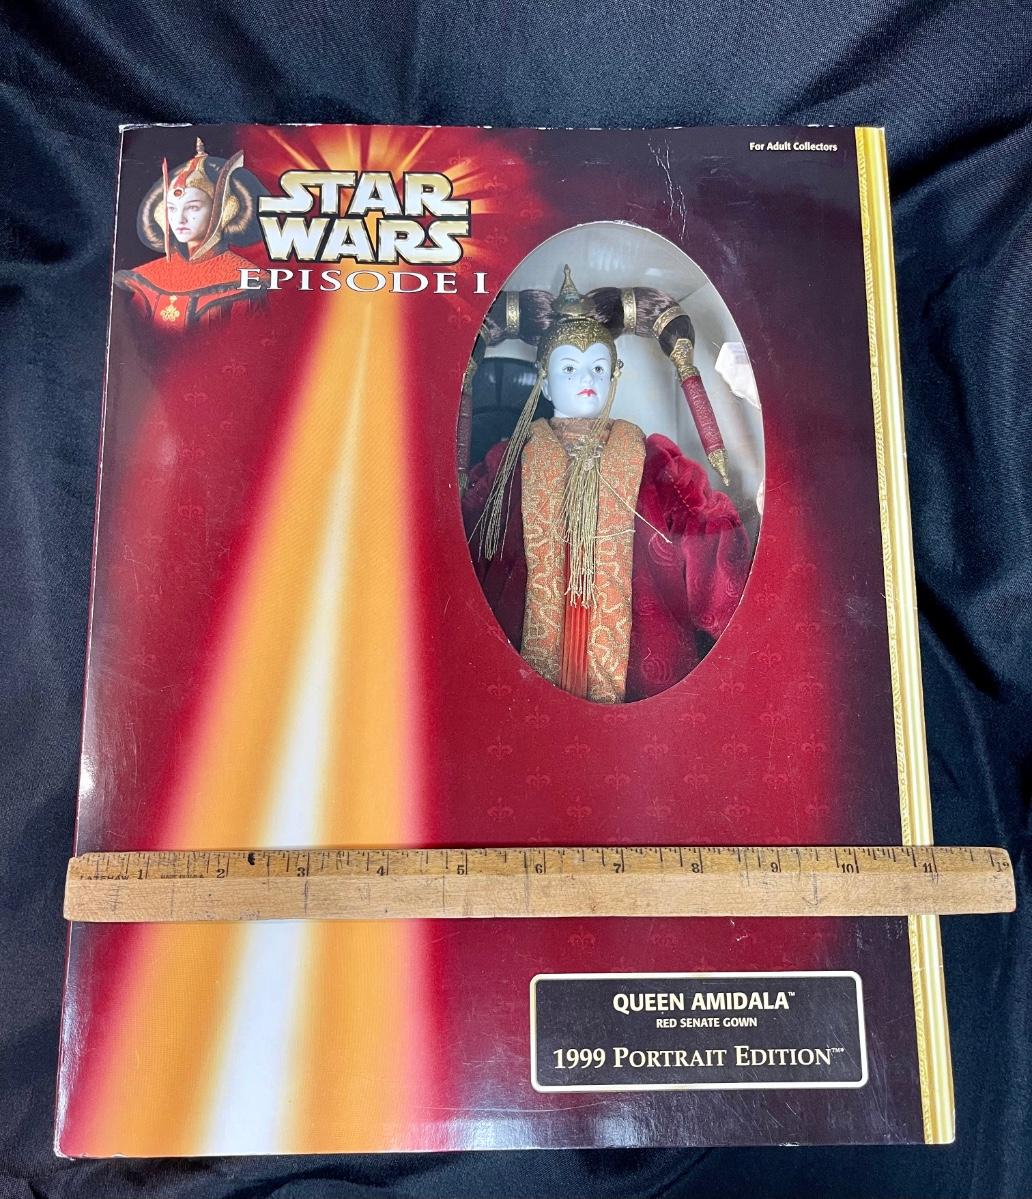 For Adult Collectors
STAR
WARS
EPISODE I
1 2 3 4 5 6 7 8 9 10 11 12
QUEEN AMIDALA™
RED SENATE GOWN
1999 PORTRAIT EDITION™*